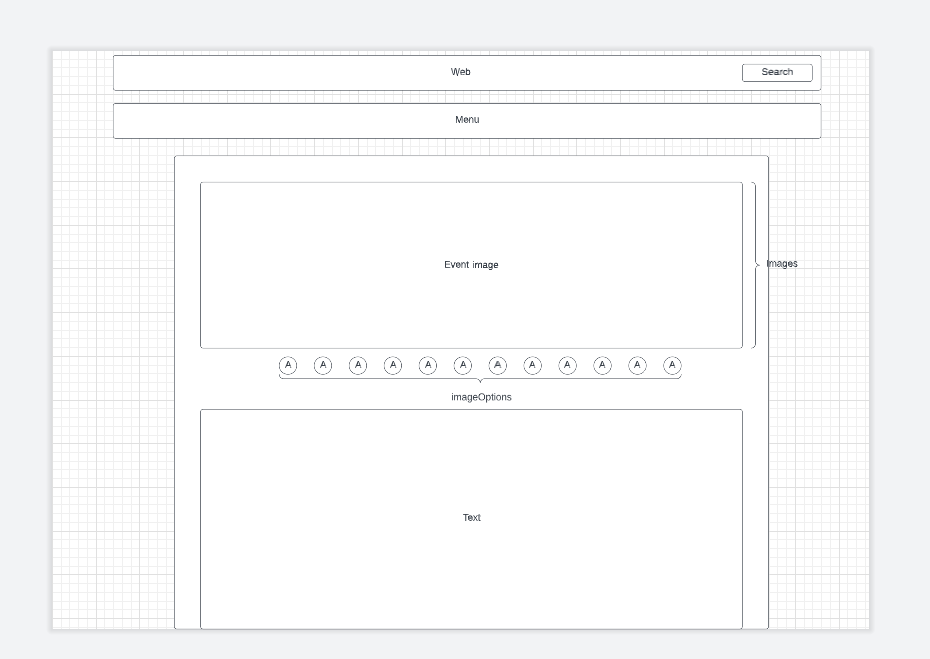 Web
Search
Menu
Event image
Images
A A A A A A A A A A A A
imageOptions
Text